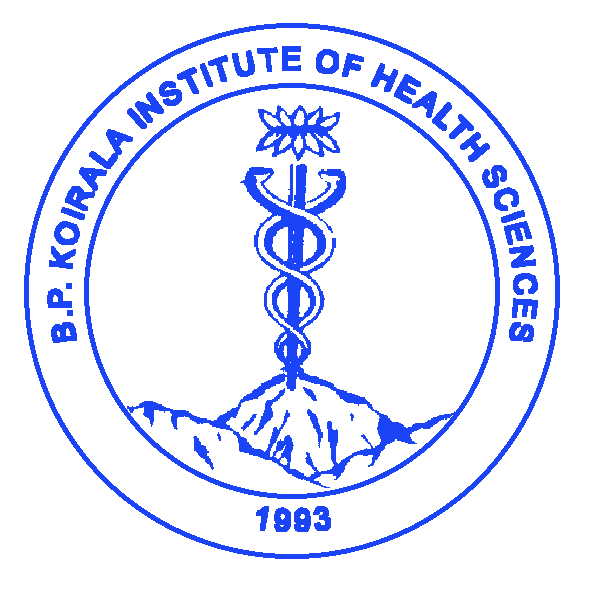 B.P. KOIRALA INSTITUTE OF HEALTH SCIENCES
1993